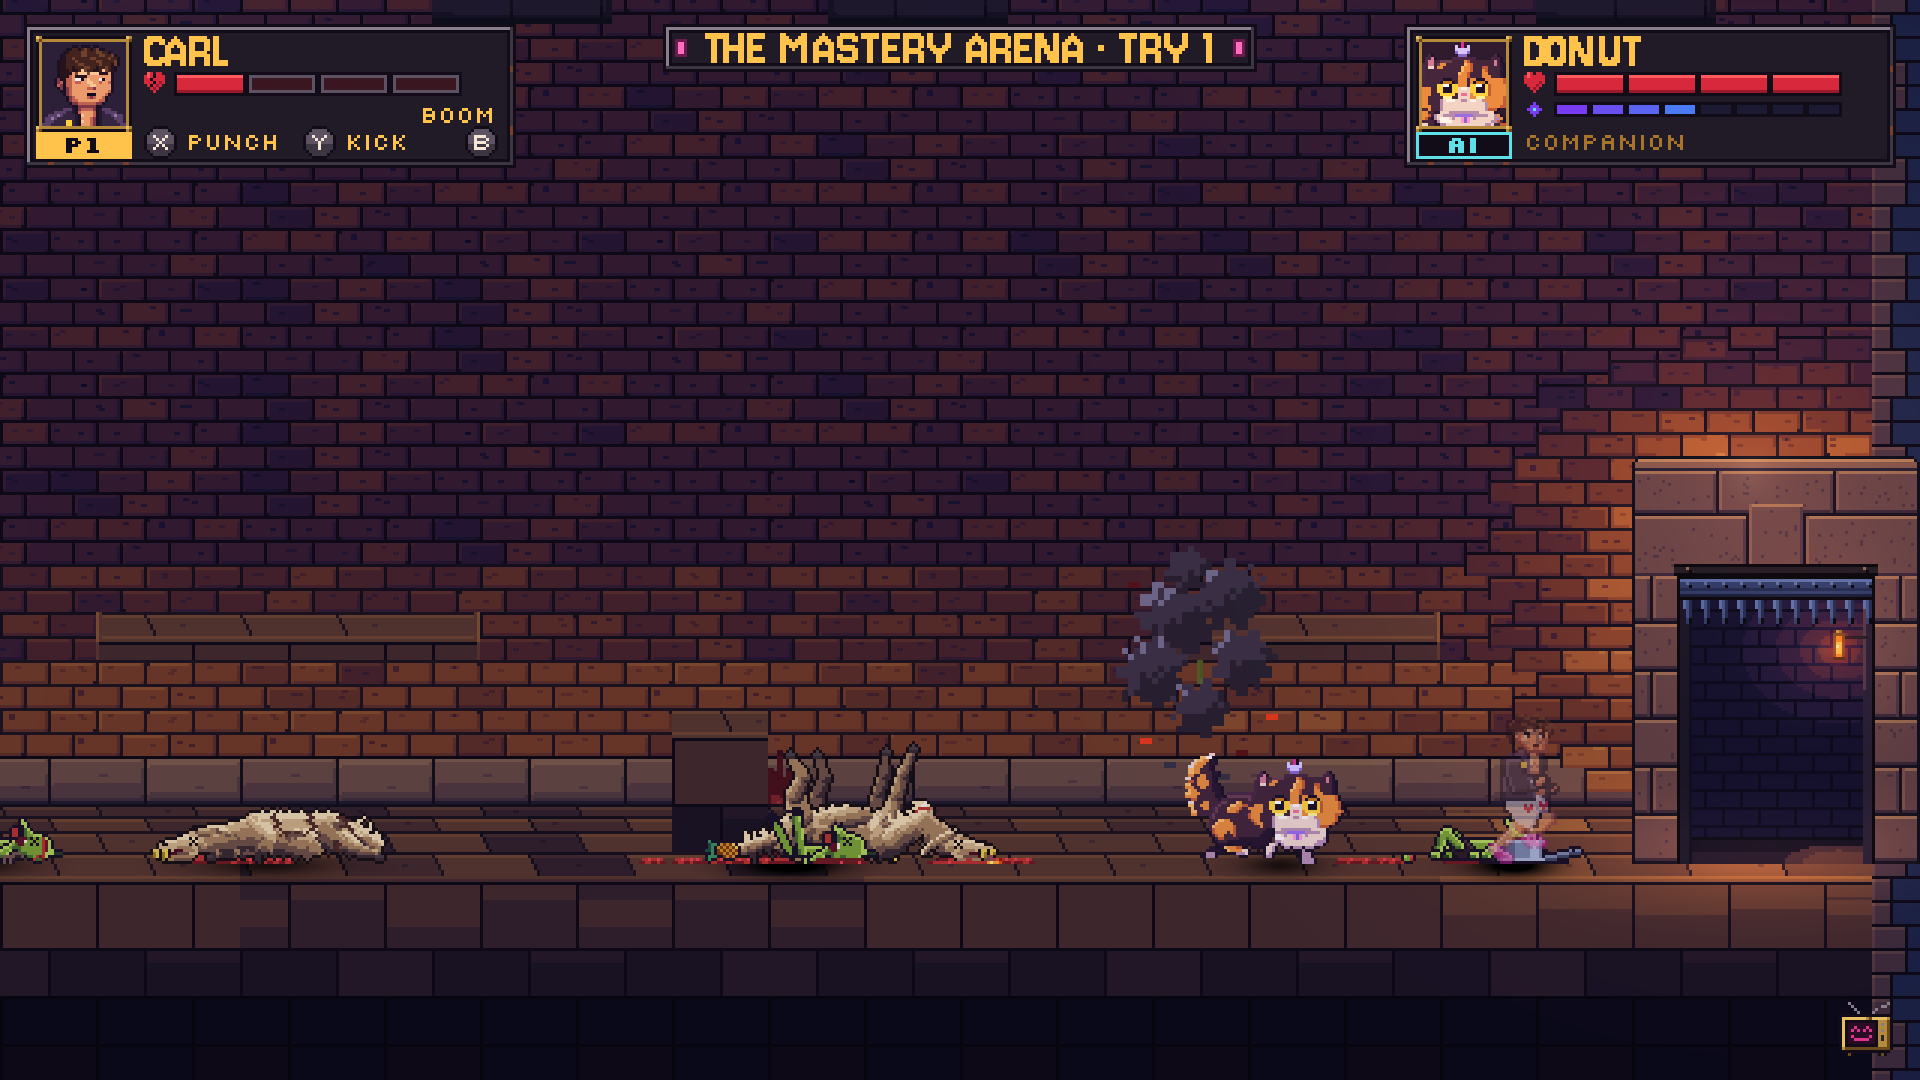 CARL
BOOM
P1
X PUNCH Y KICK B
THE MASTERY ARENA · TRY 1
DONUT
AI
COMPANION